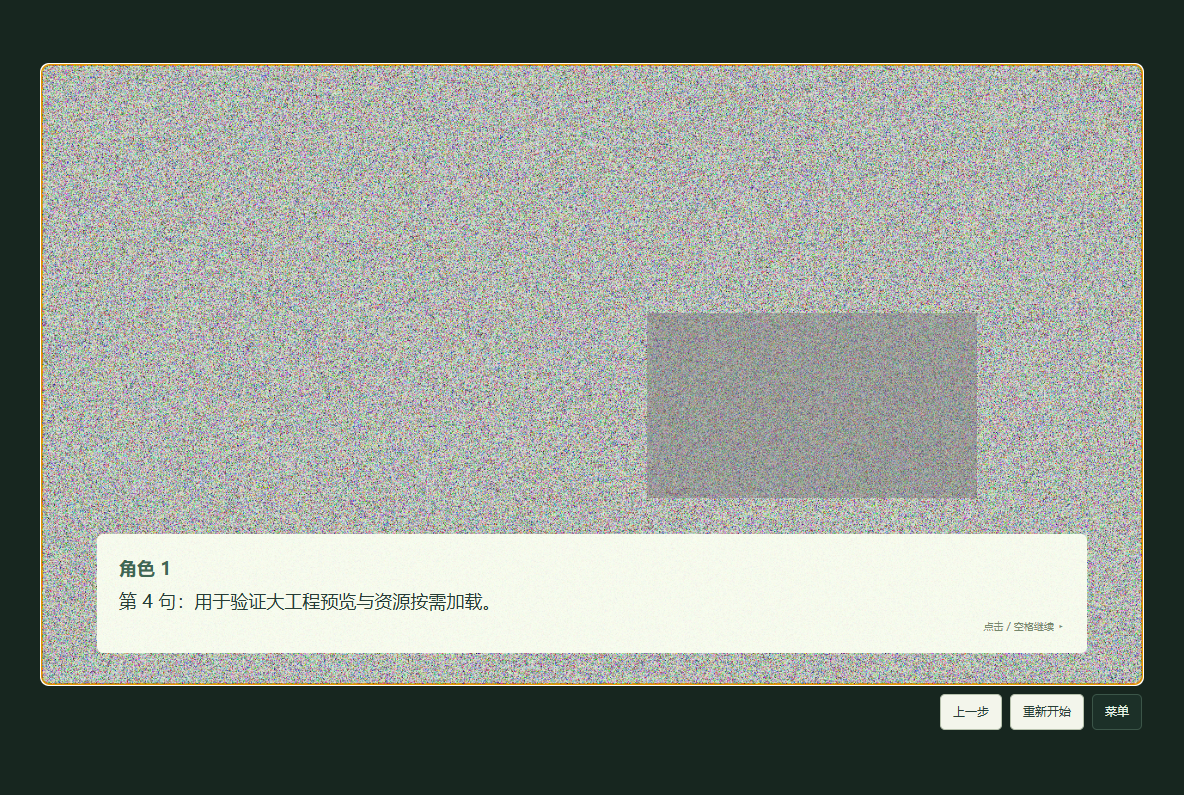 角色 1
第 4 句：用于验证大工程预览与资源按需加载。
点击 / 空格继续 ‣
上一步
重新开始
菜单